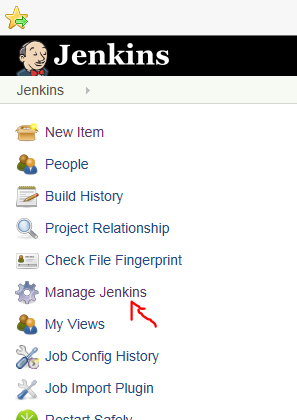 Jenkins
Jenkins
New Item
People
Build History
Project Relationship
Check File Fingerprint
Manage Jenkins
My Views
Job Config History
Job Import Plugin
Restart Safely